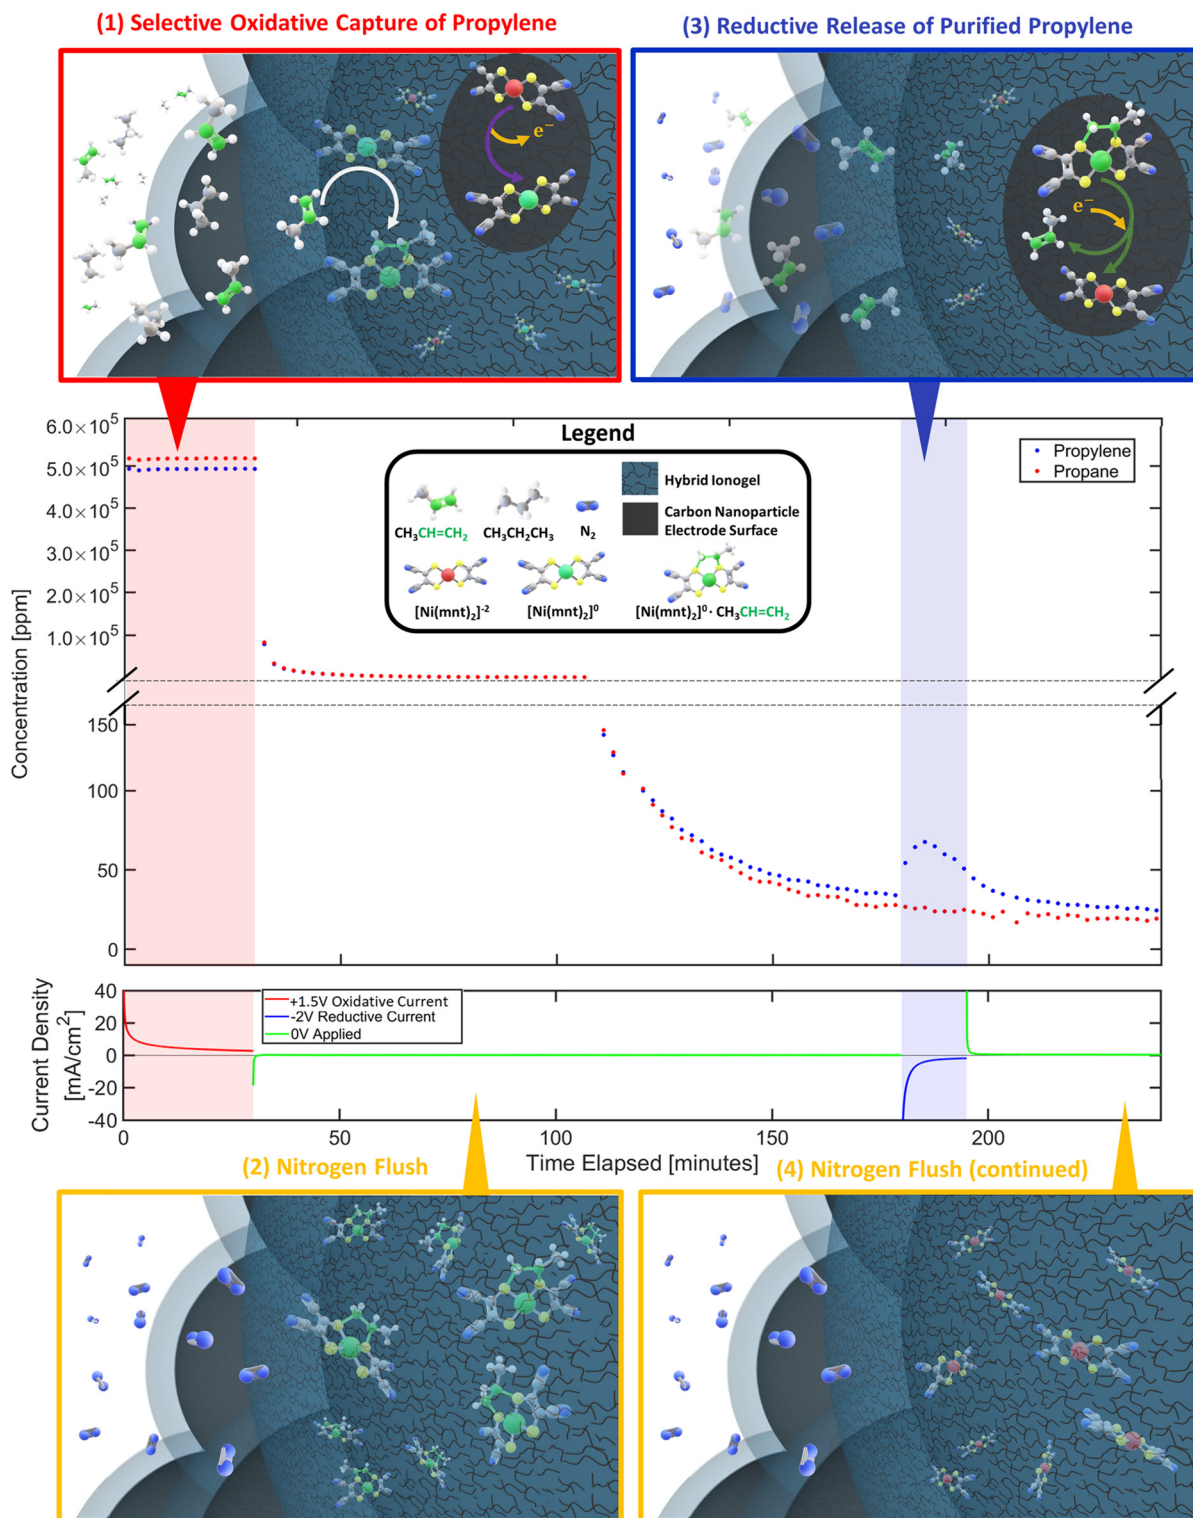 (1) Selective Oxidative Capture of Propylene
(3) Reductive Release of Purified Propylene
e⁻
e⁻
6.0×10⁵
5.0×10⁵
4.0×10⁵
3.0×10⁵
2.0×10⁵
1.0×10⁵
150
100
50
0
Concentration [ppm]
Legend
CH₃CH=CH₂
CH₃CH₂CH₃
N₂
Hybrid Ionogel
Carbon Nanoparticle
Electrode Surface
[Ni(mnt)₂]⁻²
[Ni(mnt)₂]⁰
[Ni(mnt)₂]⁰· CH₃CH=CH₂
Propylene
Propane
Current Density
[mA/cm²]
40
20
0
-20
-40
+1.5V Oxidative Current
-2V Reductive Current
0V Applied
0
50
100
150
200
Time Elapsed [minutes]
(2) Nitrogen Flush
(4) Nitrogen Flush (continued)